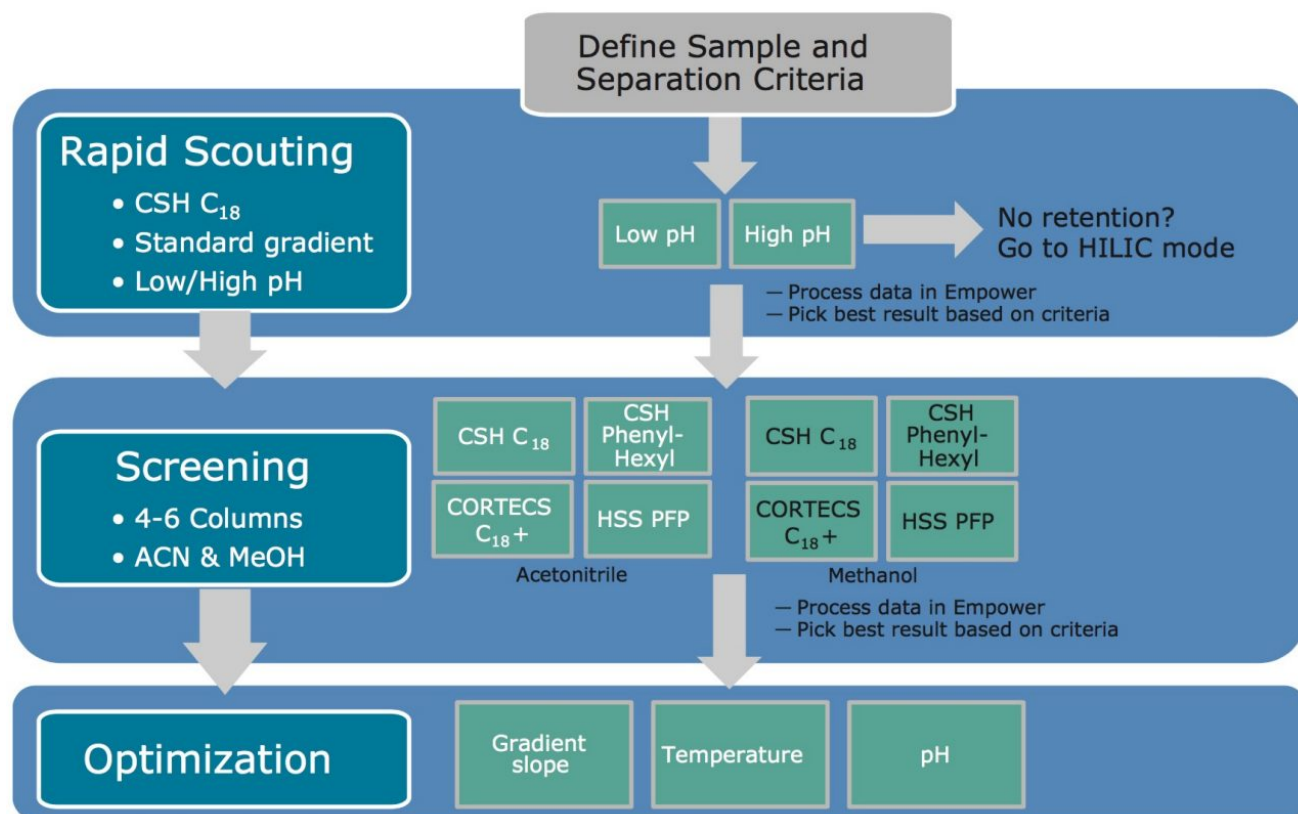 Define Sample and
Separation Criteria
Rapid Scouting
• CSH C₁₈
• Standard gradient
• Low/High pH
Low pH
High pH
No retention?
Go to HILIC mode
— Process data in Empower
— Pick best result based on criteria
Screening
• 4-6 Columns
• ACN & MeOH
CSH C₁₈
CSH
Phenyl-
Hexyl
CORTECS
C₁₈+
HSS PFP
Acetonitrile
CSH C₁₈
CSH
Phenyl-
Hexyl
CORTECS
C₁₈+
HSS PFP
Methanol
— Process data in Empower
— Pick best result based on criteria
Optimization
Gradient
slope
Temperature
pH